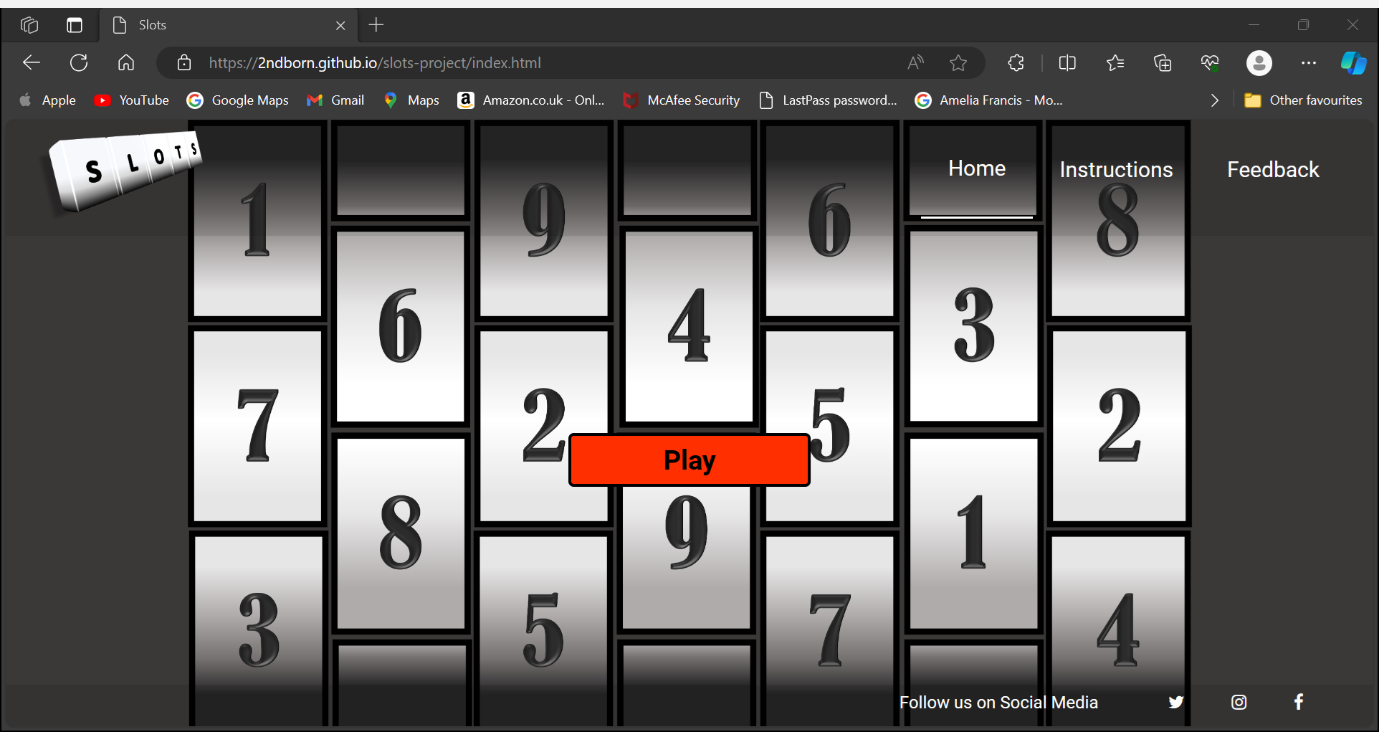 Slots
https://2ndborn.github.io/slots-project/index.html
Apple YouTube Google Maps Gmail Maps Amazon.co.uk - Onl... McAfee Security LastPass password... Amelia Francis - Mo... Other favourites
SLOTS
Home Instructions Feedback
1 9 6 8
6 4 3
7 2 5 2
Play
8 9 1
3 5 7 4
Follow us on Social Media